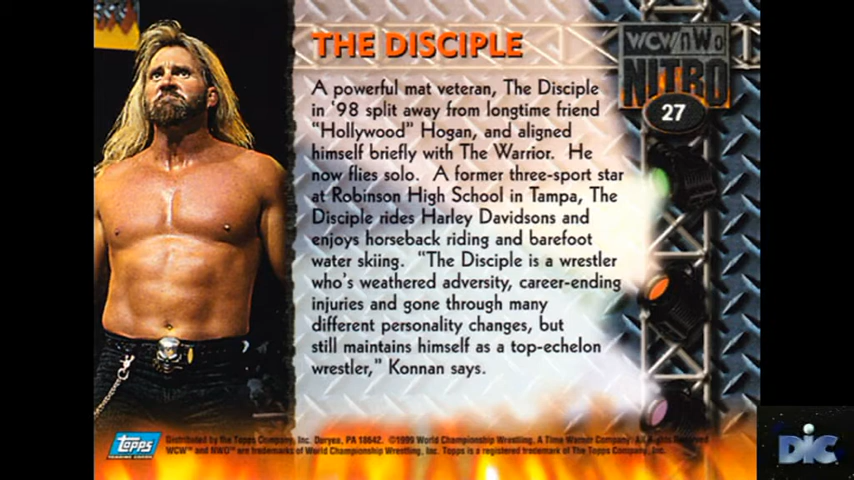 THE DISCIPLE
WCW/nWo
NITRO
27
A powerful mat veteran, The Disciple
in '98 split away from longtime friend
"Hollywood" Hogan, and aligned
himself briefly with The Warrior. He
now flies solo. A former three-sport star
at Robinson High School in Tampa, The
Disciple rides Harley Davidsons and
enjoys horseback riding and barefoot
water skiing. "The Disciple is a wrestler
who's weathered adversity, career-ending
injuries and gone through many
different personality changes, but
still maintains himself as a top-echelon
wrestler," Konnan says.
topps
Distributed by the Topps Company, Inc. Duryea, PA 18642. ©1999 World Championship Wrestling. A Time Warner Company. All Rights Reserved
WCW™ and NWO™ are trademarks of World Championship Wrestling, Inc. Topps is a registered trademark of The Topps Company, Inc.
DIC